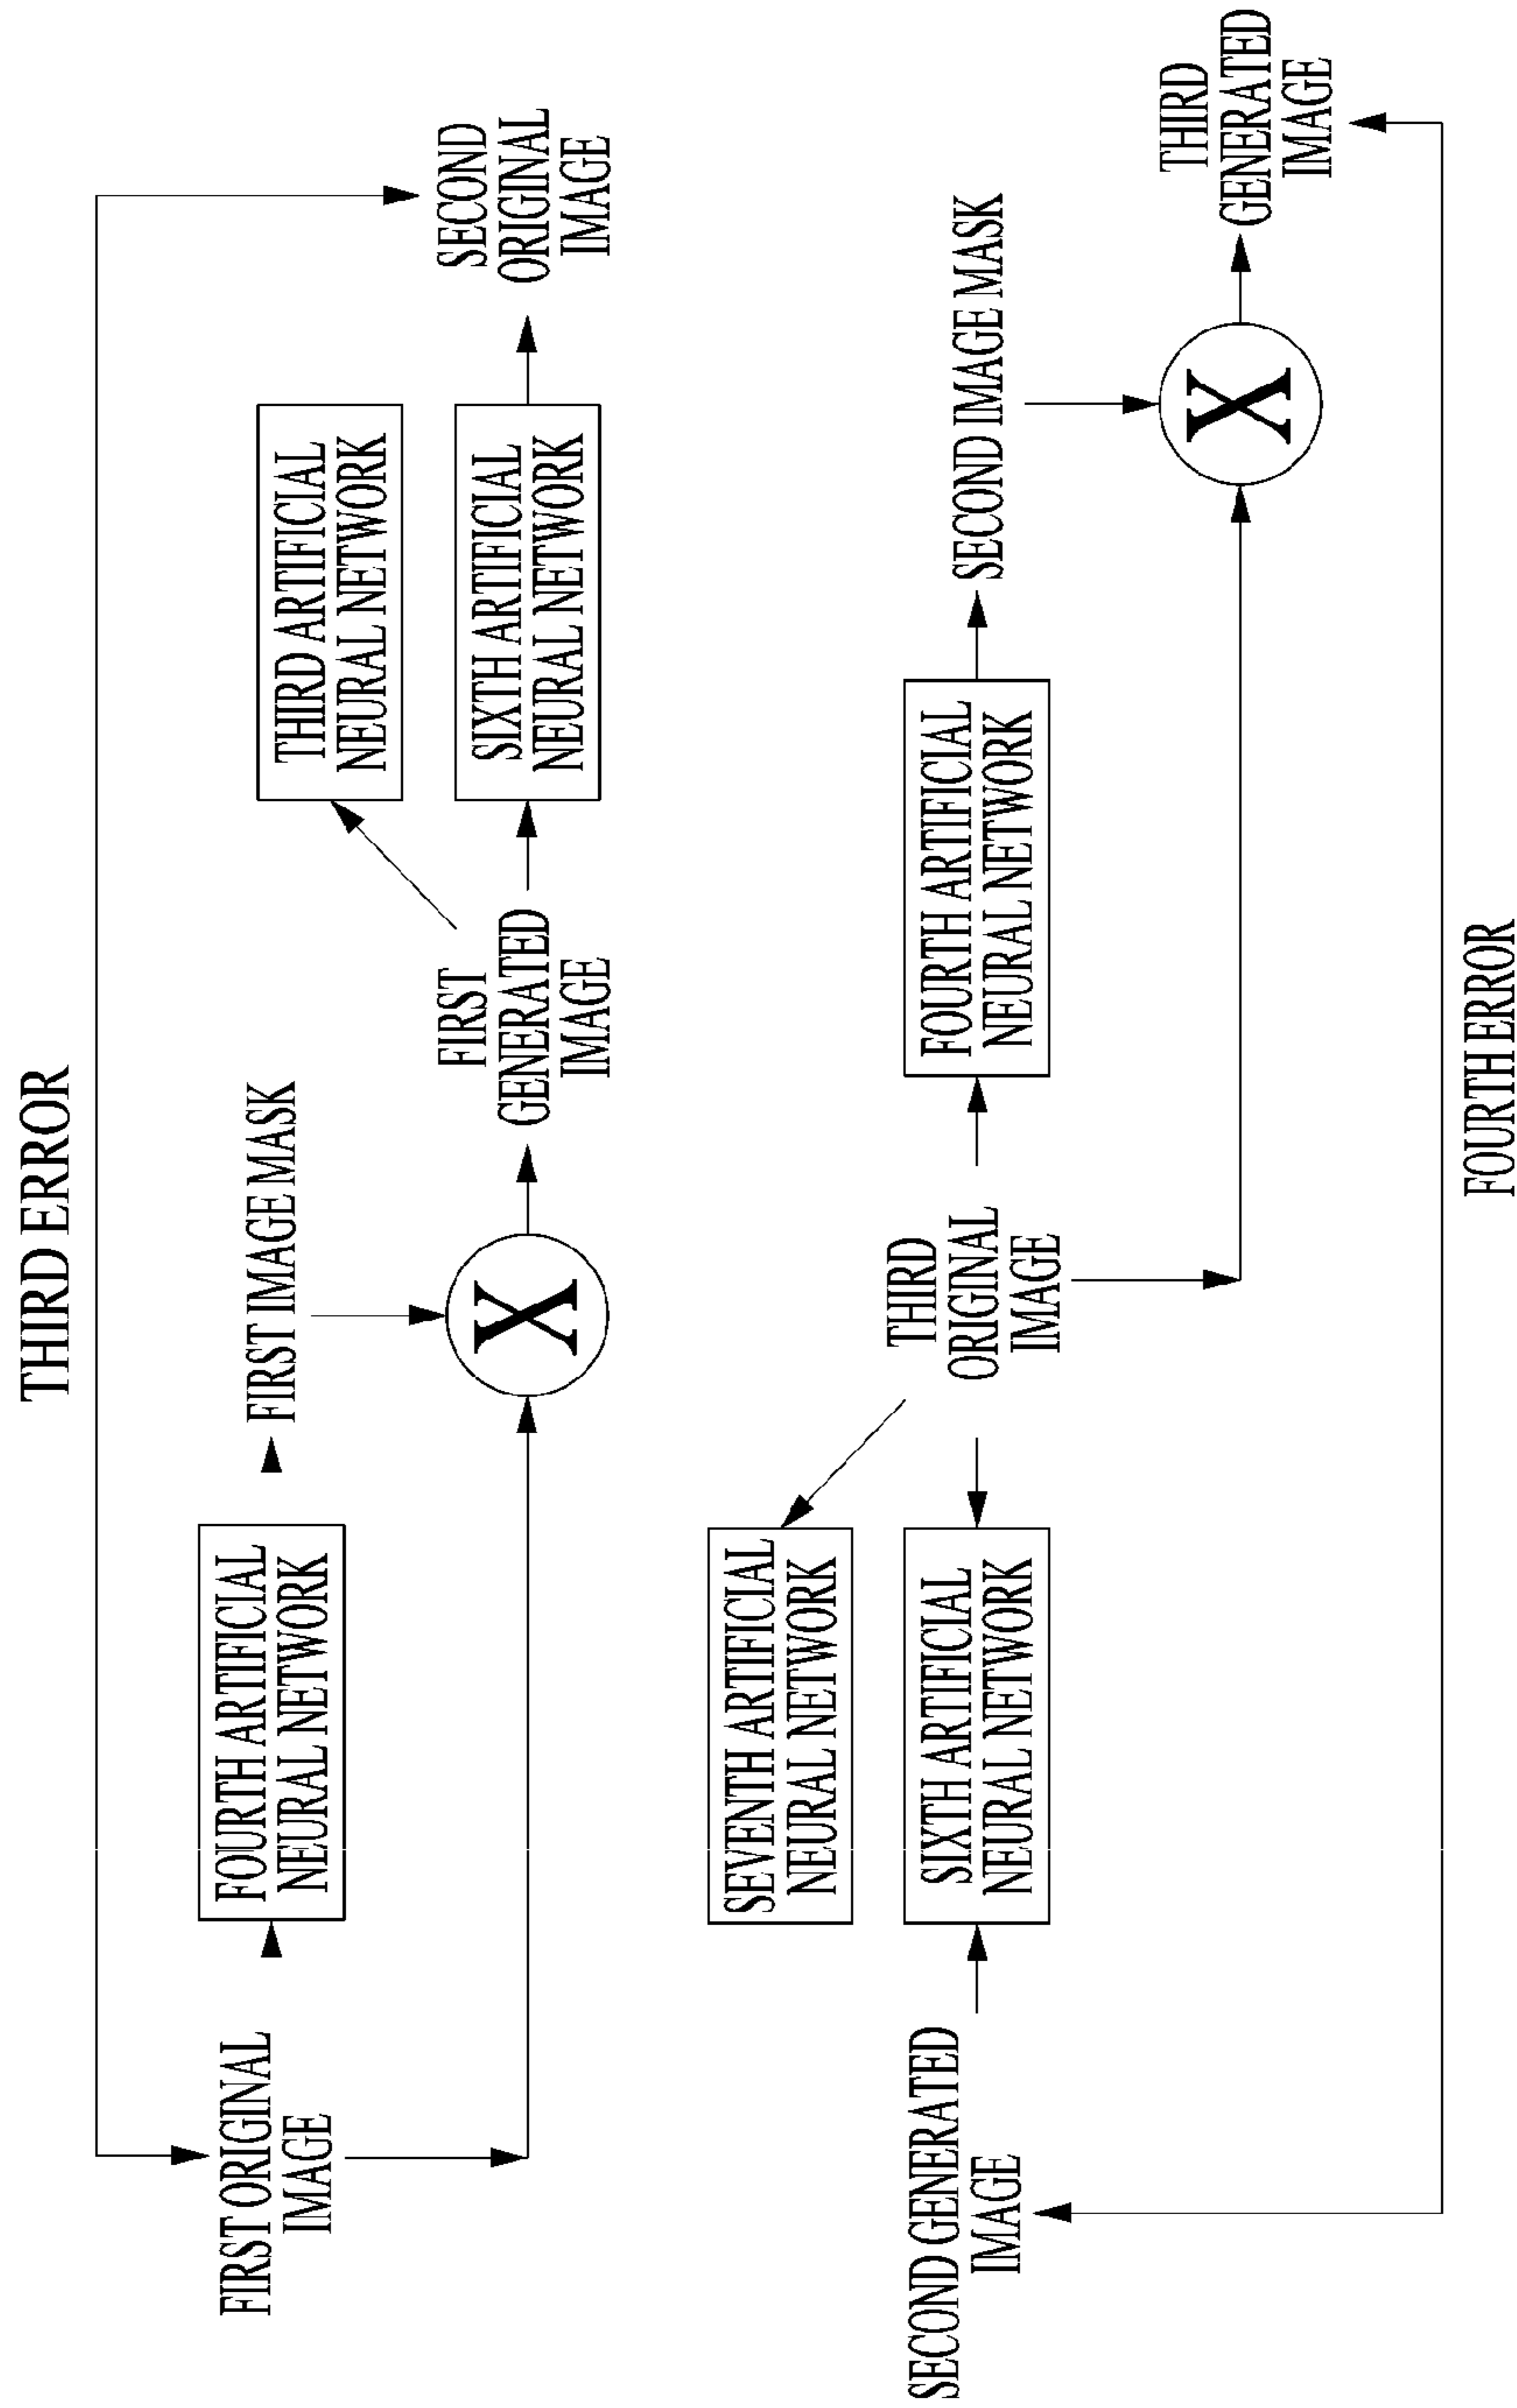 THIRD ERROR
FIRST ORIGINAL
IMAGE
FOURTH ARTIFICIAL
NEURAL NETWORK
FIRST IMAGE MASK
X
FIRST
GENERATED
IMAGE
THIRD ARTIFICIAL
NEURAL NETWORK
SIXTH ARTIFICIAL
NEURAL NETWORK
SECOND
ORIGINAL
IMAGE
SECOND GENERATED
IMAGE
SEVENTH ARTIFICIAL
NEURAL NETWORK
SIXTH ARTIFICIAL
NEURAL NETWORK
THIRD
ORIGINAL
IMAGE
FOURTH ARTIFICIAL
NEURAL NETWORK
SECOND IMAGE MASK
X
THIRD
GENERATED
IMAGE
FOURTH ERROR